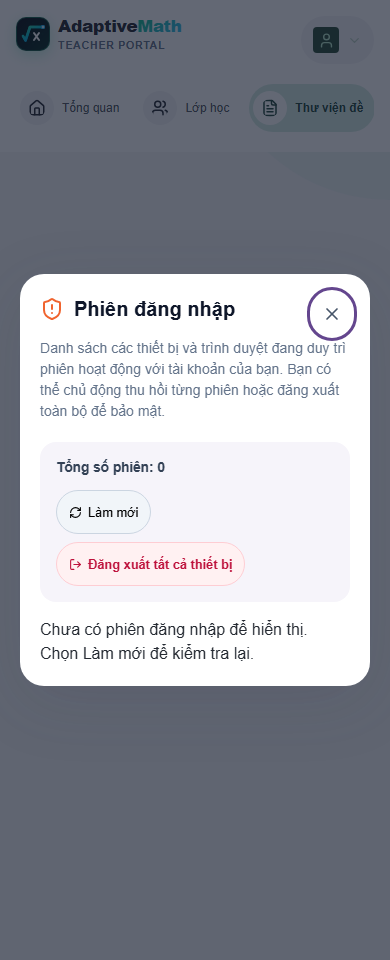 AdaptiveMath
TEACHER PORTAL
Tổng quan
Lớp học
Thư viện đề
Phiên đăng nhập
Danh sách các thiết bị và trình duyệt đang duy trì
phiên hoạt động với tài khoản của bạn. Bạn có
thể chủ động thu hồi từng phiên hoặc đăng xuất
toàn bộ để bảo mật.
Tổng số phiên: 0
Làm mới
Đăng xuất tất cả thiết bị
Chưa có phiên đăng nhập để hiển thị.
Chọn Làm mới để kiểm tra lại.